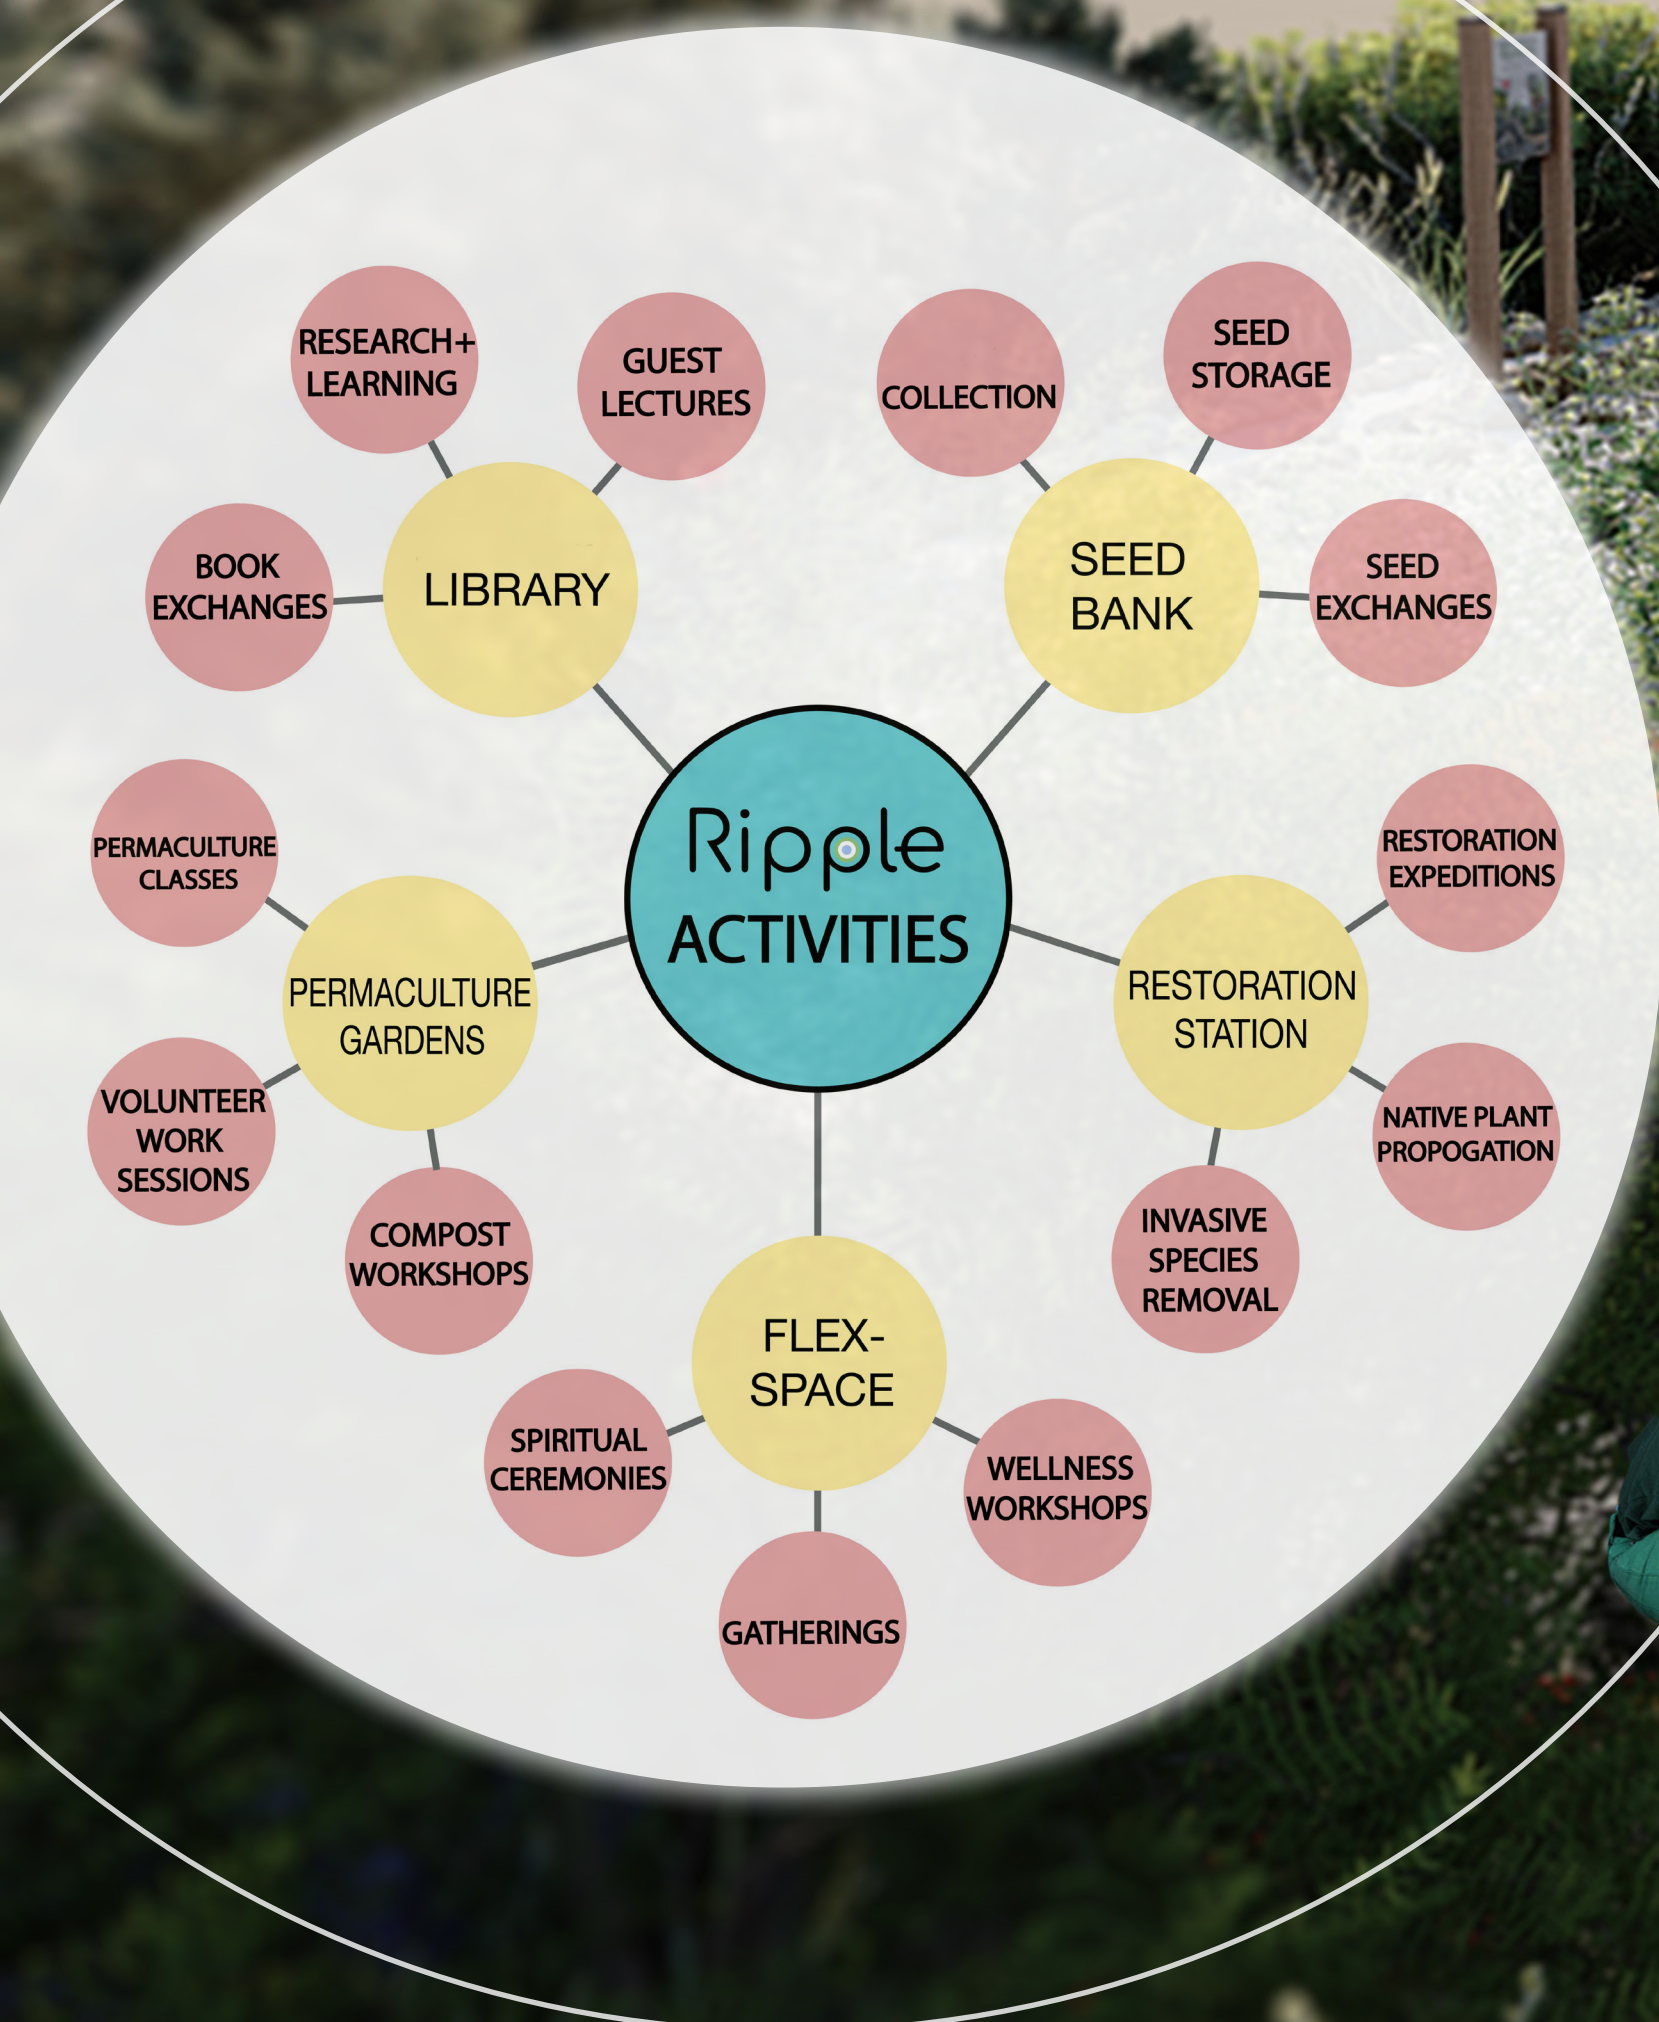 RESEARCH+
LEARNING
GUEST
LECTURES
COLLECTION
SEED
STORAGE
BOOK
EXCHANGES
LIBRARY
SEED
BANK
SEED
EXCHANGES
Ripple
ACTIVITIES
PERMACULTURE
CLASSES
PERMACULTURE
GARDENS
VOLUNTEER
WORK
SESSIONS
COMPOST
WORKSHOPS
RESTORATION
EXPEDITIONS
RESTORATION
STATION
NATIVE PLANT
PROPOGATION
INVASIVE
SPECIES
REMOVAL
FLEX-
SPACE
SPIRITUAL
CEREMONIES
WELLNESS
WORKSHOPS
GATHERINGS